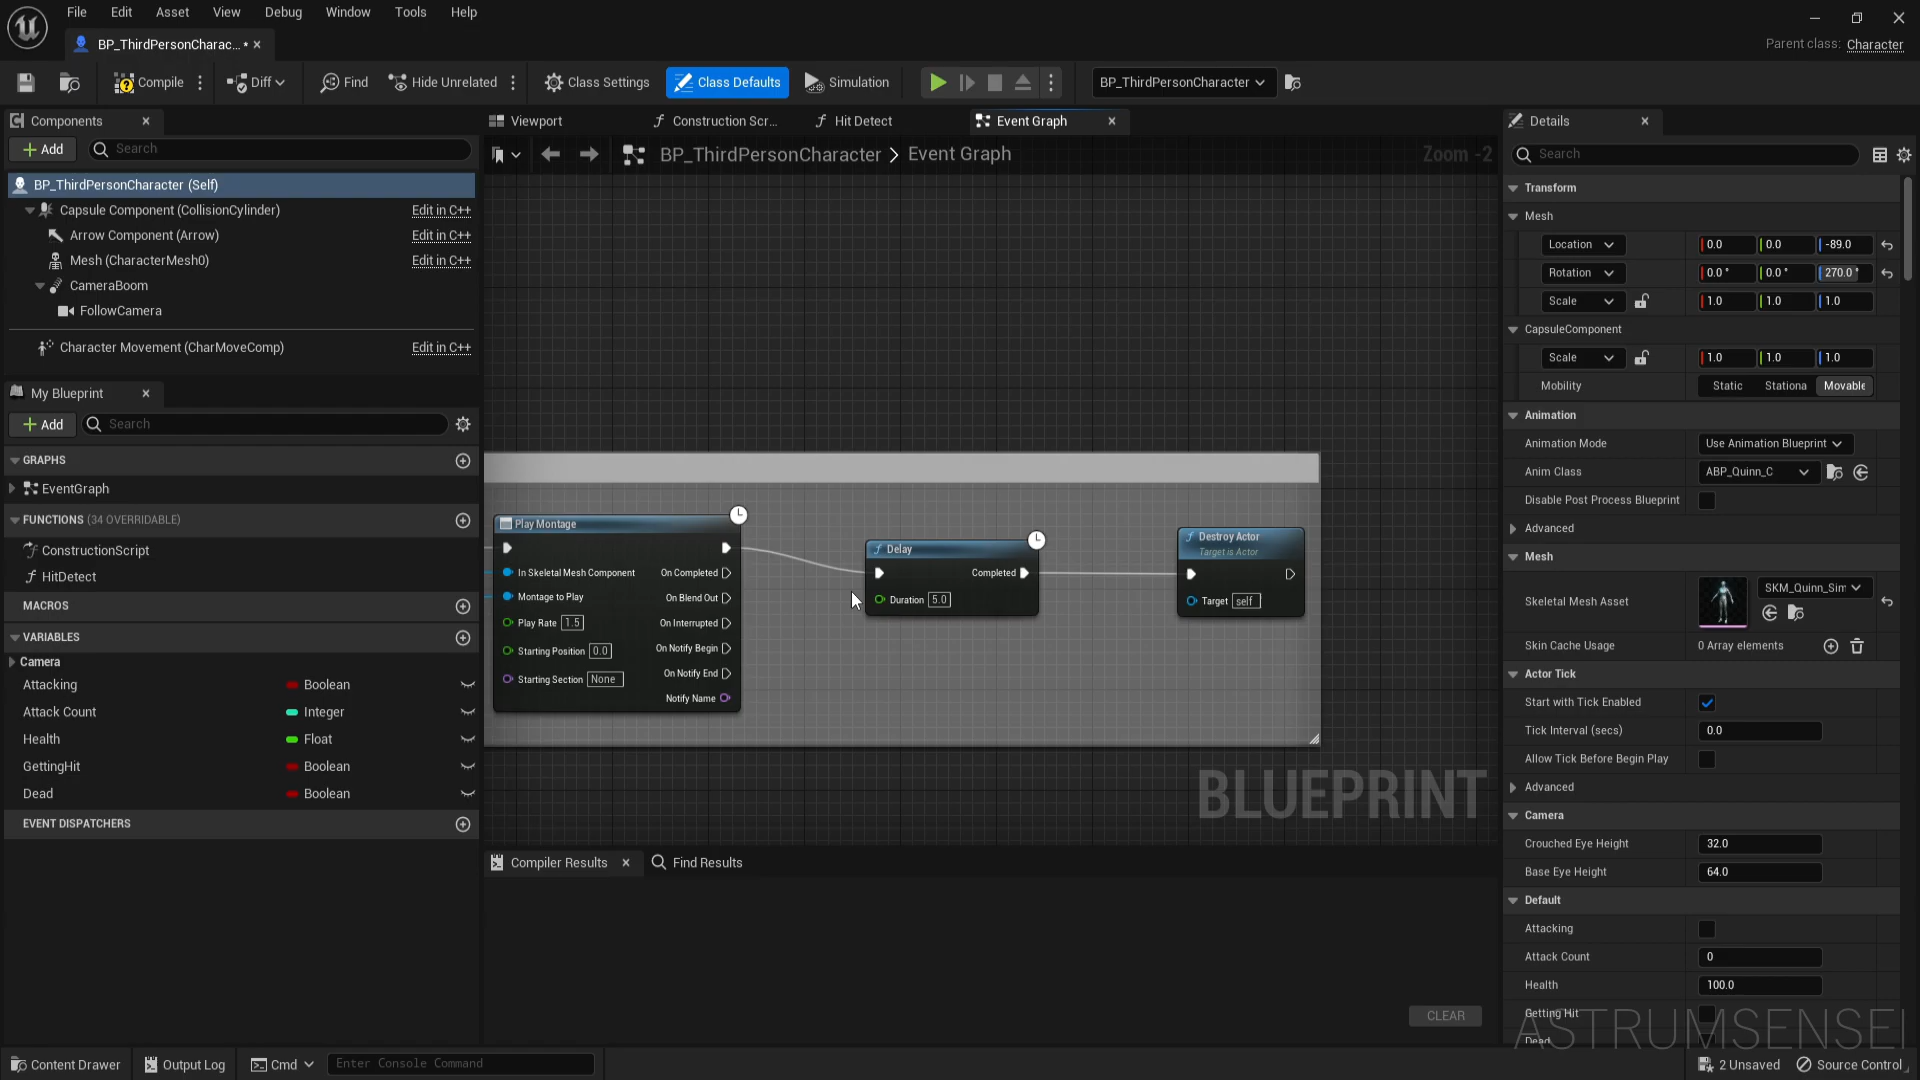 File Edit Asset View Debug Window Tools Help
BP_ThirdPersonCharac... •
Parent class: Character
Compile Diff Find Hide Unrelated Class Settings Class Defaults Simulation BP_ThirdPersonCharacter
Components
Add Search
BP_ThirdPersonCharacter (Self)
Capsule Component (CollisionCylinder) Edit in C++
Arrow Component (Arrow) Edit in C++
Mesh (CharacterMesh0) Edit in C++
CameraBoom
FollowCamera
Character Movement (CharMoveComp) Edit in C++
My Blueprint
Add Search
GRAPHS
EventGraph
FUNCTIONS (34 OVERRIDABLE)
ConstructionScript
HitDetect
MACROS
VARIABLES
Camera
Attacking Boolean
Attack Count Integer
Health Float
GettingHit Boolean
Dead Boolean
EVENT DISPATCHERS
Viewport Construction Scr... Hit Detect Event Graph
BP_ThirdPersonCharacter > Event Graph Zoom -2
Play Montage
In Skeletal Mesh Component On Completed
Montage to Play On Blend Out
Play Rate 1.5 On Interrupted
Starting Position 0.0 On Notify Begin
On Notify End
Starting Section None
Notify Name
Delay
Completed
Duration 5.0
Destroy Actor
Target is Actor
Target self
BLUEPRINT
Compiler Results Find Results
CLEAR
Details
Search
Transform
Mesh
Location 0.0 0.0 -89.0
Rotation 0.0 ° 0.0 ° 270.0 °
Scale 1.0 1.0 1.0
CapsuleComponent
Scale 1.0 1.0 1.0
Mobility Static Stationa Movable
Animation
Animation Mode Use Animation Blueprint
Anim Class ABP_Quinn_C
Disable Post Process Blueprint
Advanced
Mesh
Skeletal Mesh Asset SKM_Quinn_Sim
Skin Cache Usage 0 Array elements
Actor Tick
Start with Tick Enabled
Tick Interval (secs) 0.0
Allow Tick Before Begin Play
Advanced
Camera
Crouched Eye Height 32.0
Base Eye Height 64.0
Default
Attacking
Attack Count 0
Health 100.0
Getting Hit
Dead
ASTRUMSENSEI
Content Drawer Output Log Cmd Enter Console Command 2 Unsaved Source Control